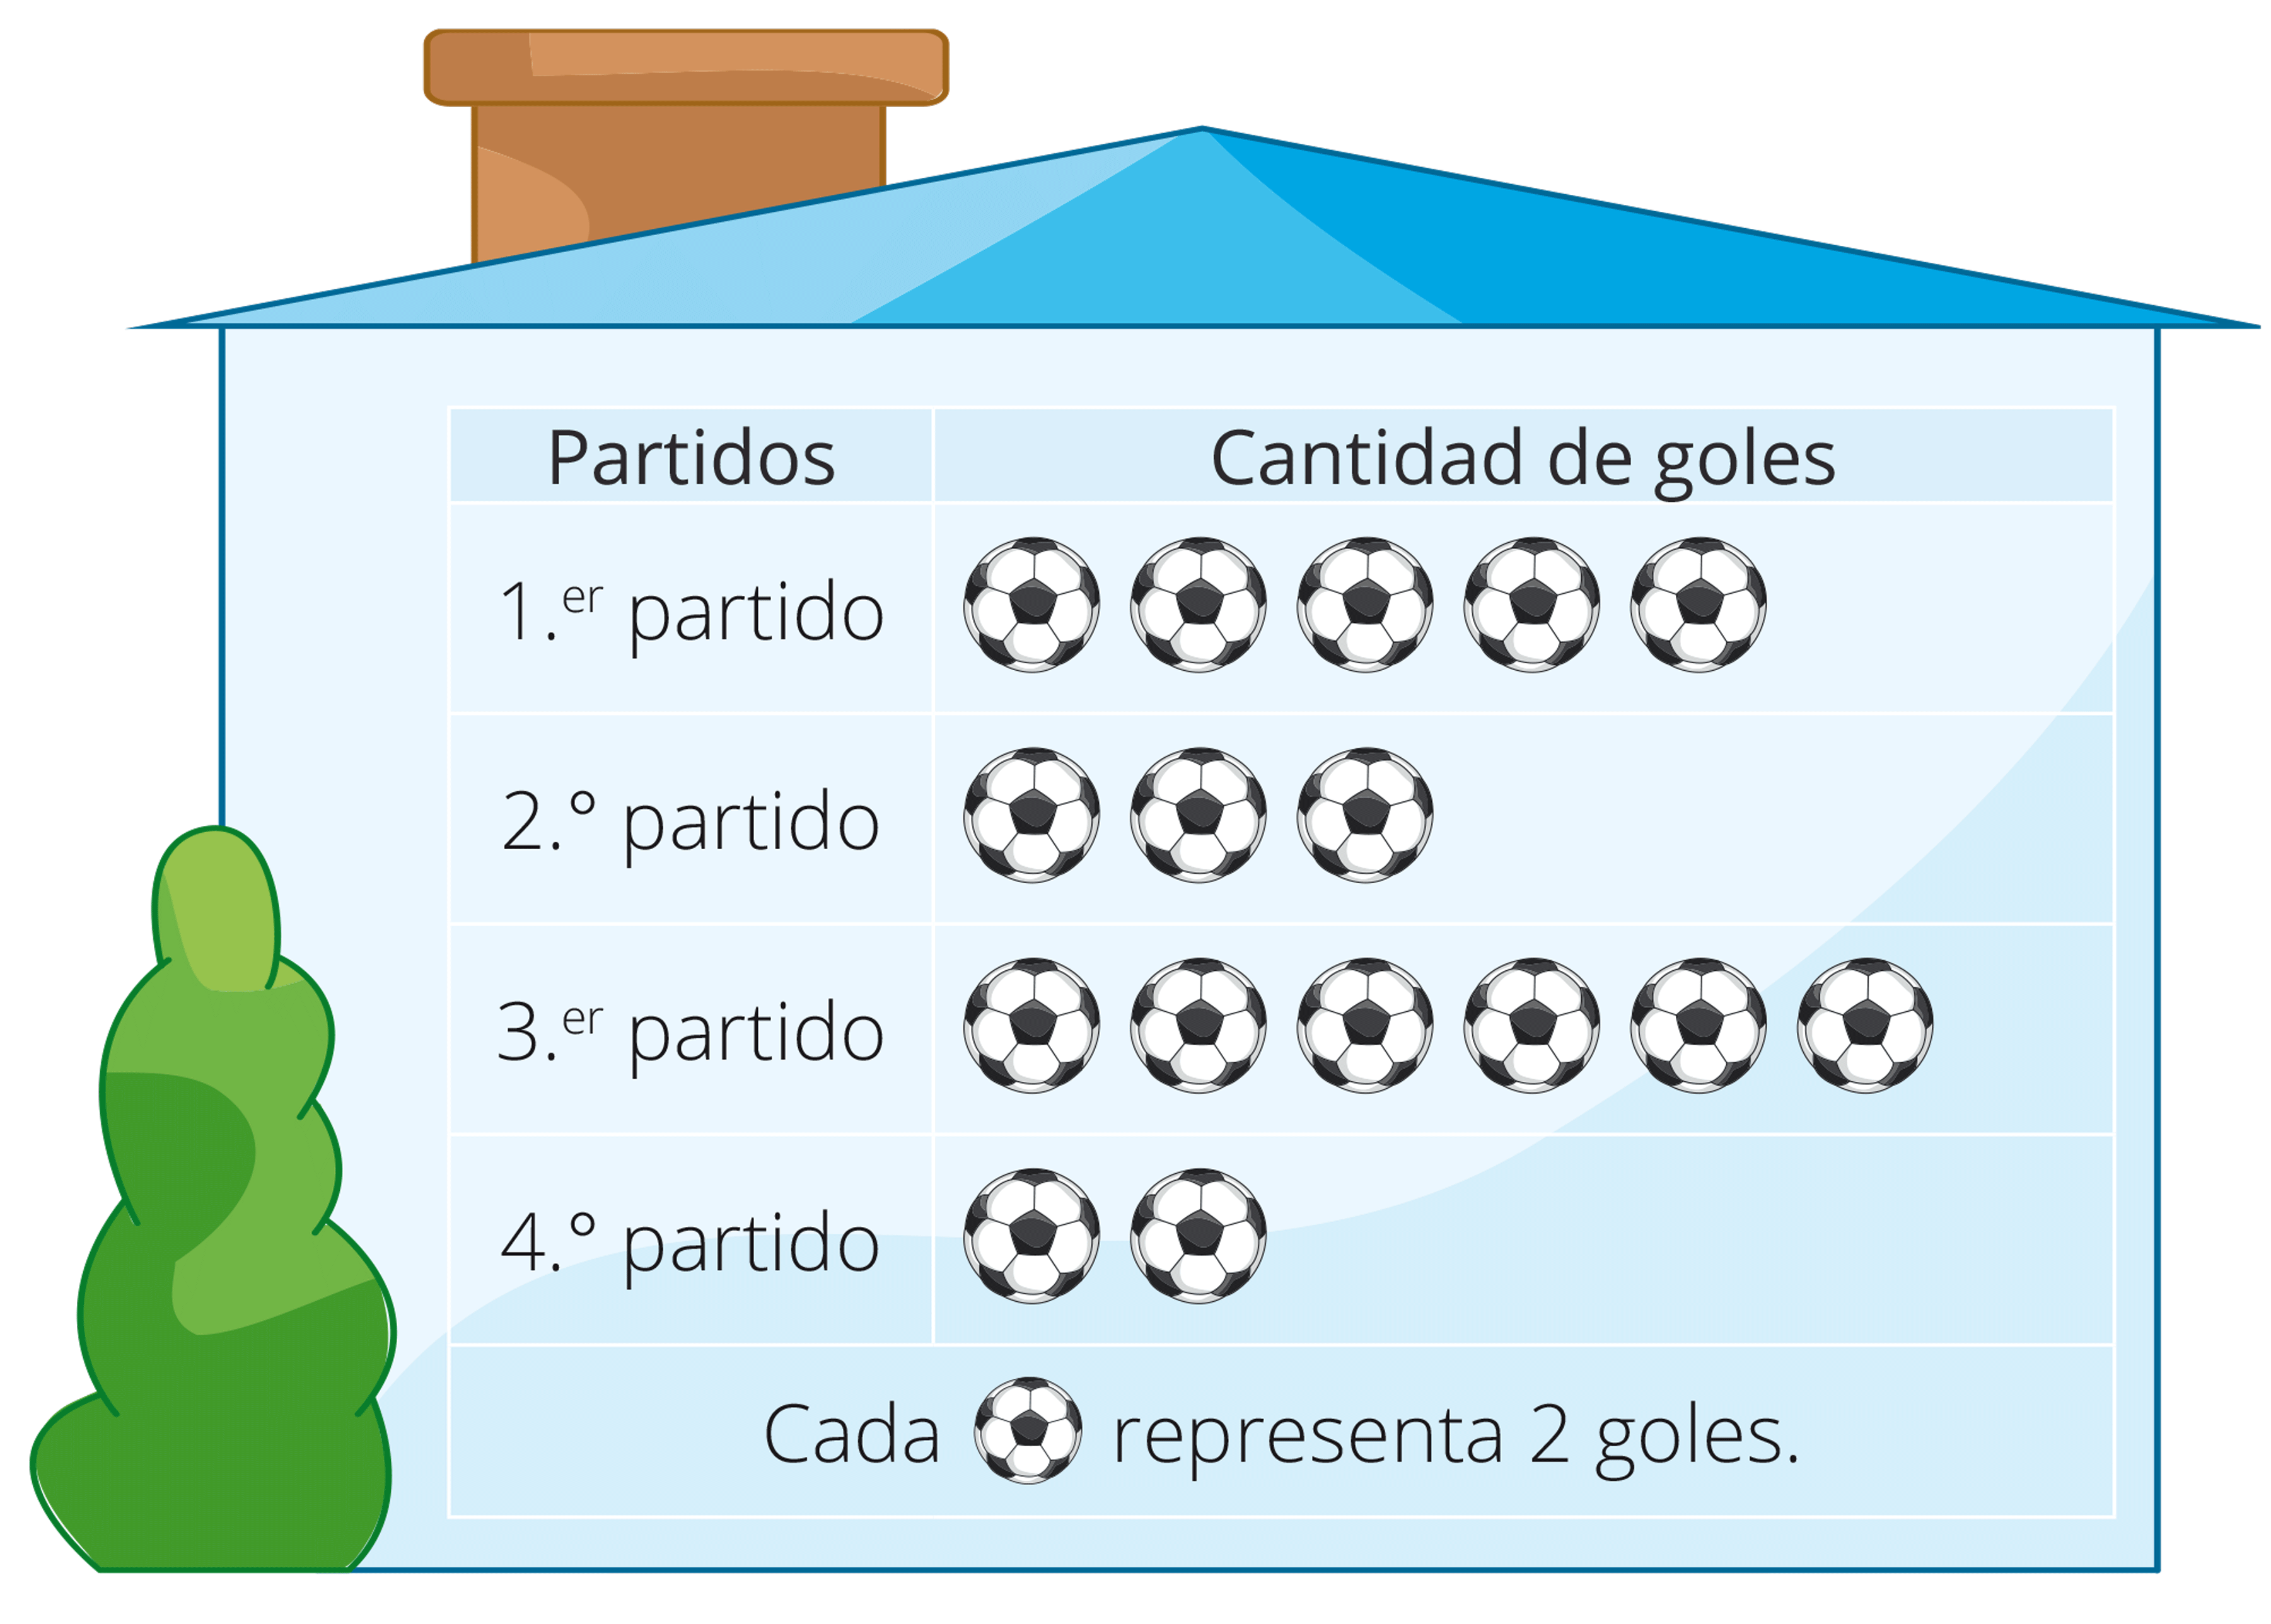 Partidos Cantidad de goles
1.er partido
2.° partido
3.er partido
4.° partido
Cada representa 2 goles.